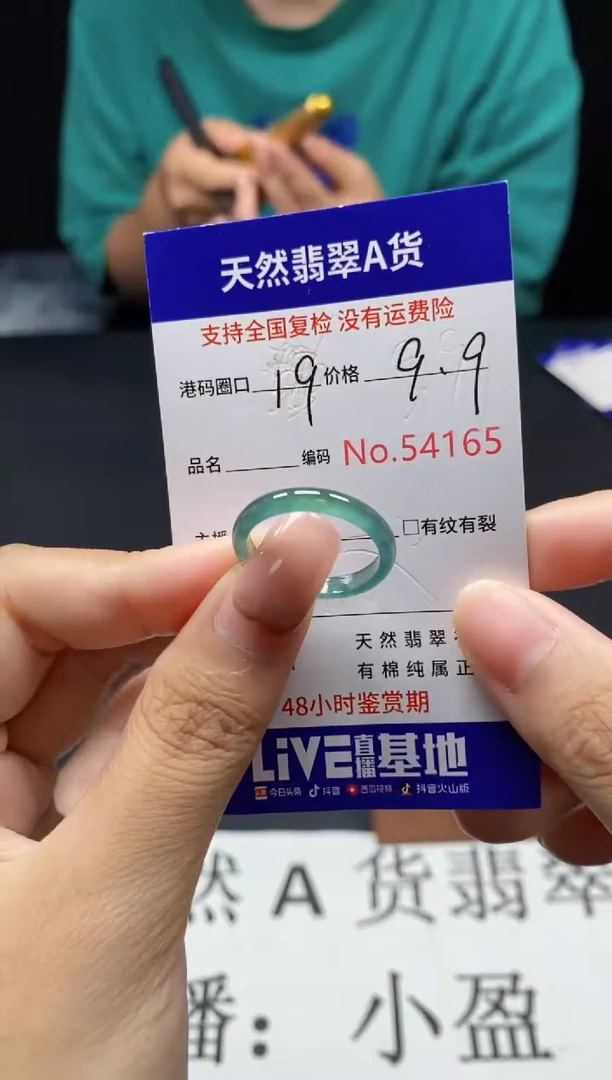 天然翡翠A货
支持全国复检 没有运费险
港码圈口 19 价格 9.9
品名 编码 No.54165
主播 □有纹有裂
天然翡翠
有棉纯属正
48小时鉴赏期
LiVE直播基地
今日头条 抖音 西瓜视频 抖音火山版
然A货翡翠
播：小盈